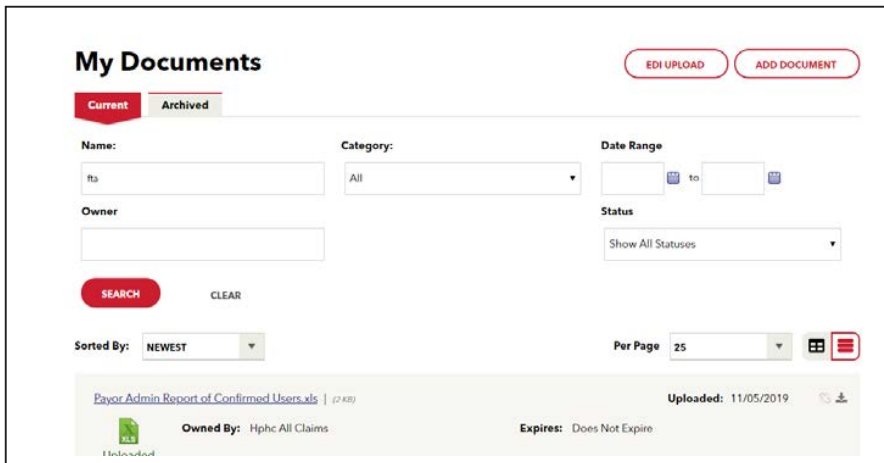 My Documents
EDI UPLOAD
ADD DOCUMENT
Current
Archived
Name:
Category:
Date Range
fta
All
to
Owner
Status
Show All Statuses
SEARCH
CLEAR
Sorted By:
NEWEST
Per Page
25
Payor Admin Report of Confirmed Users.xls | (2 KB)
Uploaded: 11/05/2019
XLS
Owned By: Hphc All Claims
Expires: Does Not Expire
Uploaded